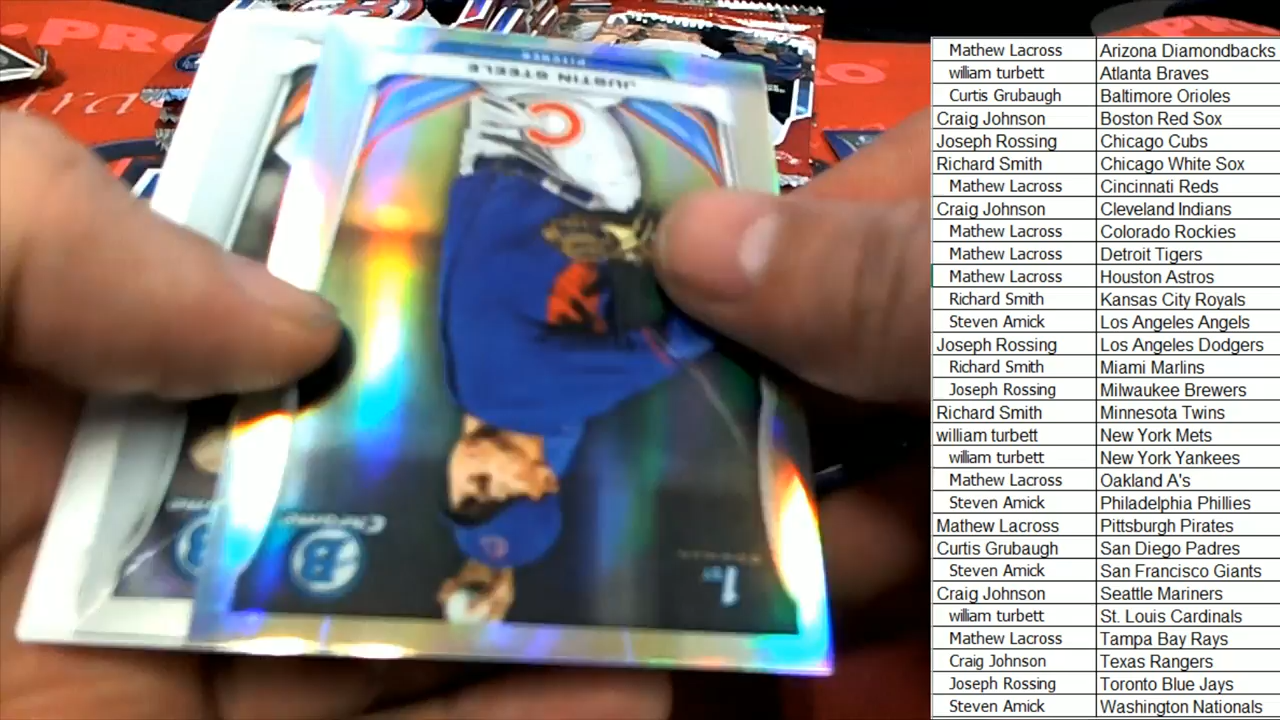 PRO
PRO
JUSTIN STEELE
PITCHER
C
1ST
BOWMAN
B
Chrome
B
Chrome
Mathew Lacross Arizona Diamondbacks
william turbett Atlanta Braves
Curtis Grubaugh Baltimore Orioles
Craig Johnson Boston Red Sox
Joseph Rossing Chicago Cubs
Richard Smith Chicago White Sox
Mathew Lacross Cincinnati Reds
Craig Johnson Cleveland Indians
Mathew Lacross Colorado Rockies
Mathew Lacross Detroit Tigers
Mathew Lacross Houston Astros
Richard Smith Kansas City Royals
Steven Amick Los Angeles Angels
Joseph Rossing Los Angeles Dodgers
Richard Smith Miami Marlins
Joseph Rossing Milwaukee Brewers
Richard Smith Minnesota Twins
william turbett New York Mets
william turbett New York Yankees
Mathew Lacross Oakland A's
Steven Amick Philadelphia Phillies
Mathew Lacross Pittsburgh Pirates
Curtis Grubaugh San Diego Padres
Steven Amick San Francisco Giants
Craig Johnson Seattle Mariners
william turbett St. Louis Cardinals
Mathew Lacross Tampa Bay Rays
Craig Johnson Texas Rangers
Joseph Rossing Toronto Blue Jays
Steven Amick Washington Nationals